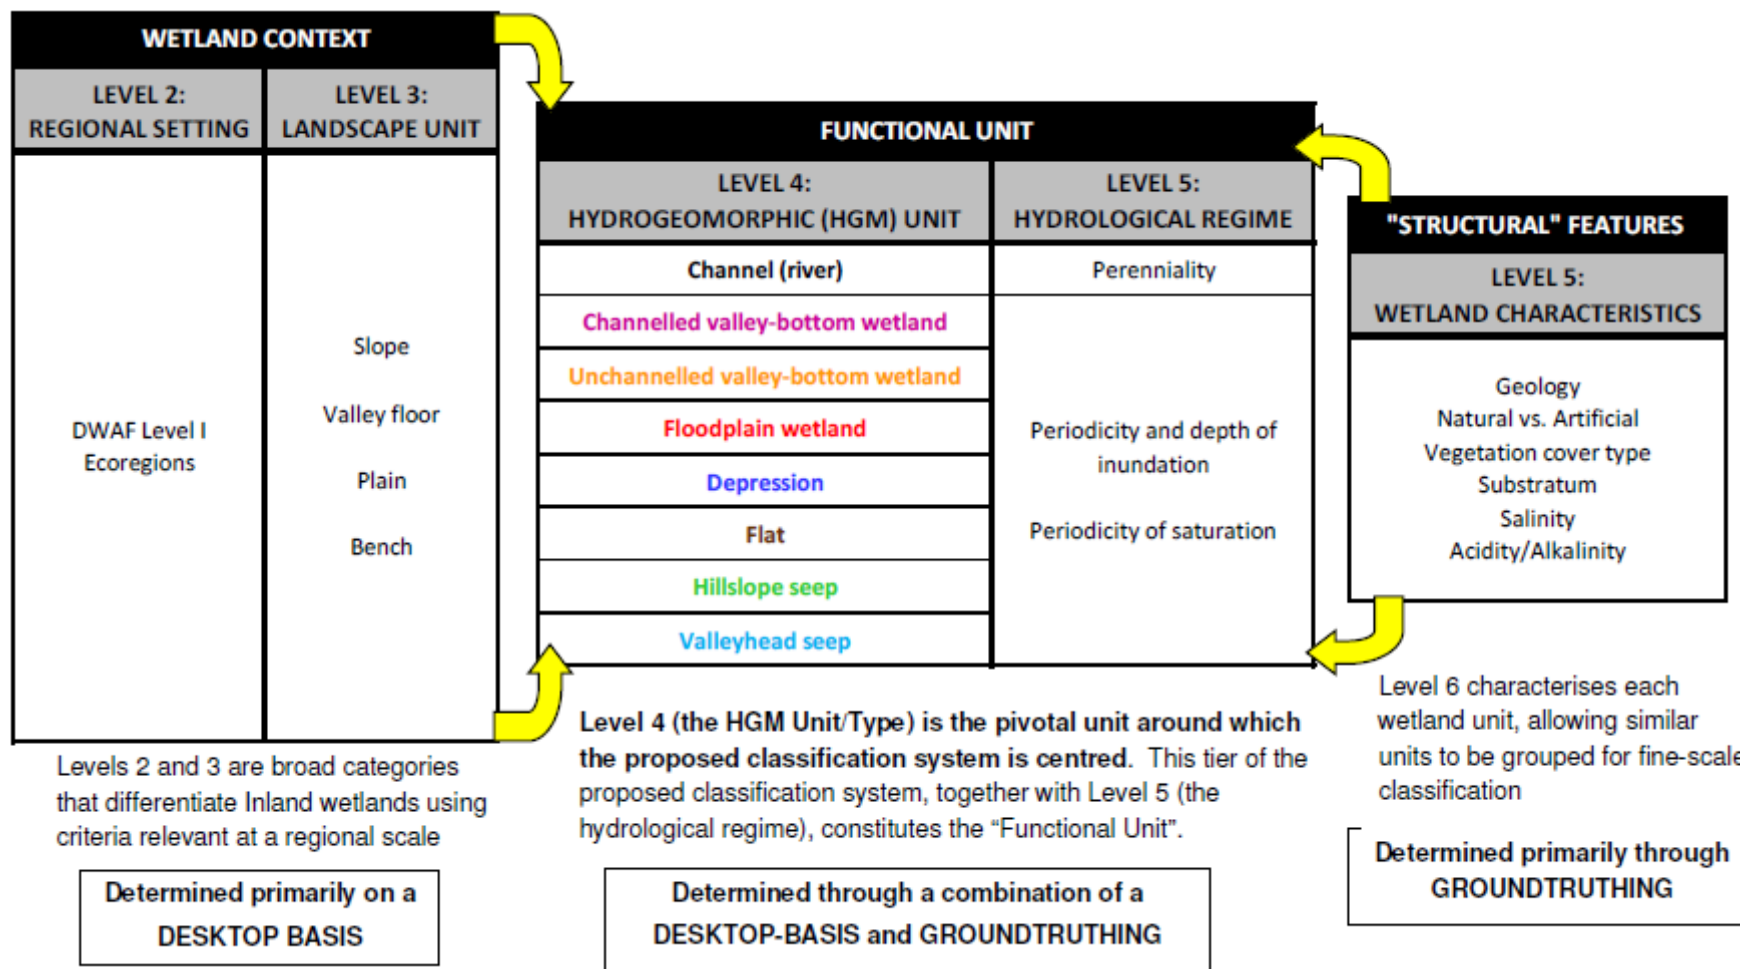 WETLAND CONTEXT
LEVEL 2:
REGIONAL SETTING
LEVEL 3:
LANDSCAPE UNIT
DWAF Level I
Ecoregions
Slope
Valley floor
Plain
Bench
Levels 2 and 3 are broad categories
that differentiate Inland wetlands using
criteria relevant at a regional scale
Determined primarily on a
DESKTOP BASIS
FUNCTIONAL UNIT
LEVEL 4:
HYDROGEOMORPHIC (HGM) UNIT
LEVEL 5:
HYDROLOGICAL REGIME
Channel (river)
Perenniality
Channelled valley-bottom wetland
Unchannelled valley-bottom wetland
Floodplain wetland
Depression
Flat
Hillslope seep
Valleyhead seep
Periodicity and depth of
inundation
Periodicity of saturation
Level 4 (the HGM Unit/Type) is the pivotal unit around which
the proposed classification system is centred. This tier of the
proposed classification system, together with Level 5 (the
hydrological regime), constitutes the “Functional Unit”.
Determined through a combination of a
DESKTOP-BASIS and GROUNDTRUTHING
"STRUCTURAL" FEATURES
LEVEL 5:
WETLAND CHARACTERISTICS
Geology
Natural vs. Artificial
Vegetation cover type
Substratum
Salinity
Acidity/Alkalinity
Level 6 characterises each
wetland unit, allowing similar
units to be grouped for fine-scale
classification
Determined primarily through
GROUNDTRUTHING